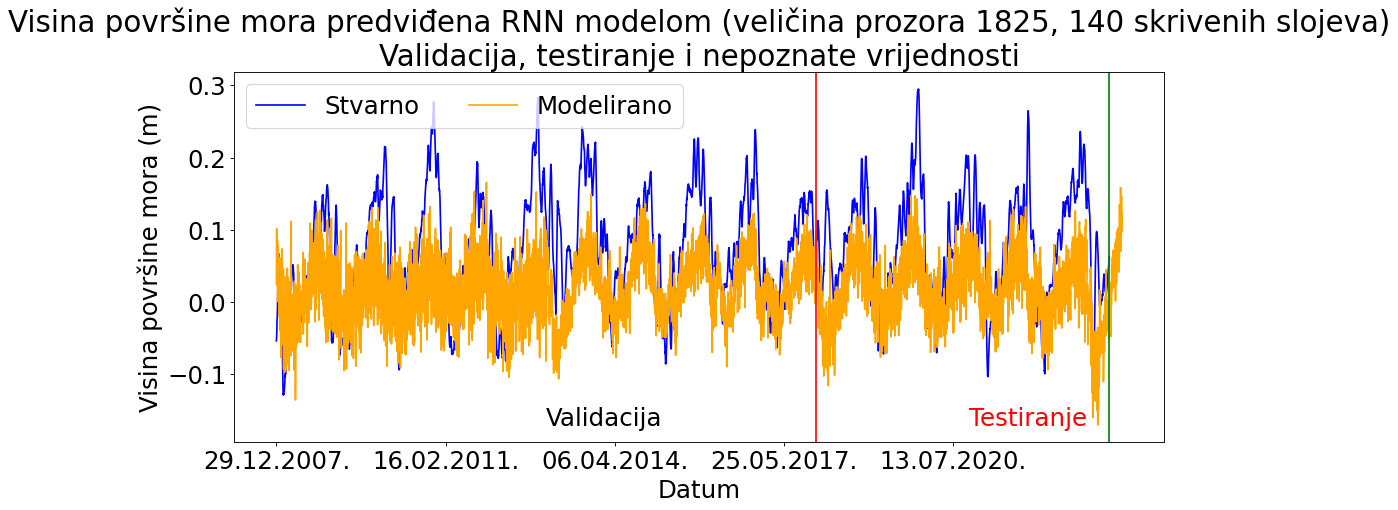 Visina površine mora predviđena RNN modelom (veličina prozora 1825, 140 skrivenih slojeva)
Validacija, testiranje i nepoznate vrijednosti
Stvarno
Modelirano
Visina površine mora (m)
0.3
0.2
0.1
0.0
−0.1
Validacija
Testiranje
29.12.2007.
16.02.2011.
06.04.2014.
25.05.2017.
13.07.2020.
Datum